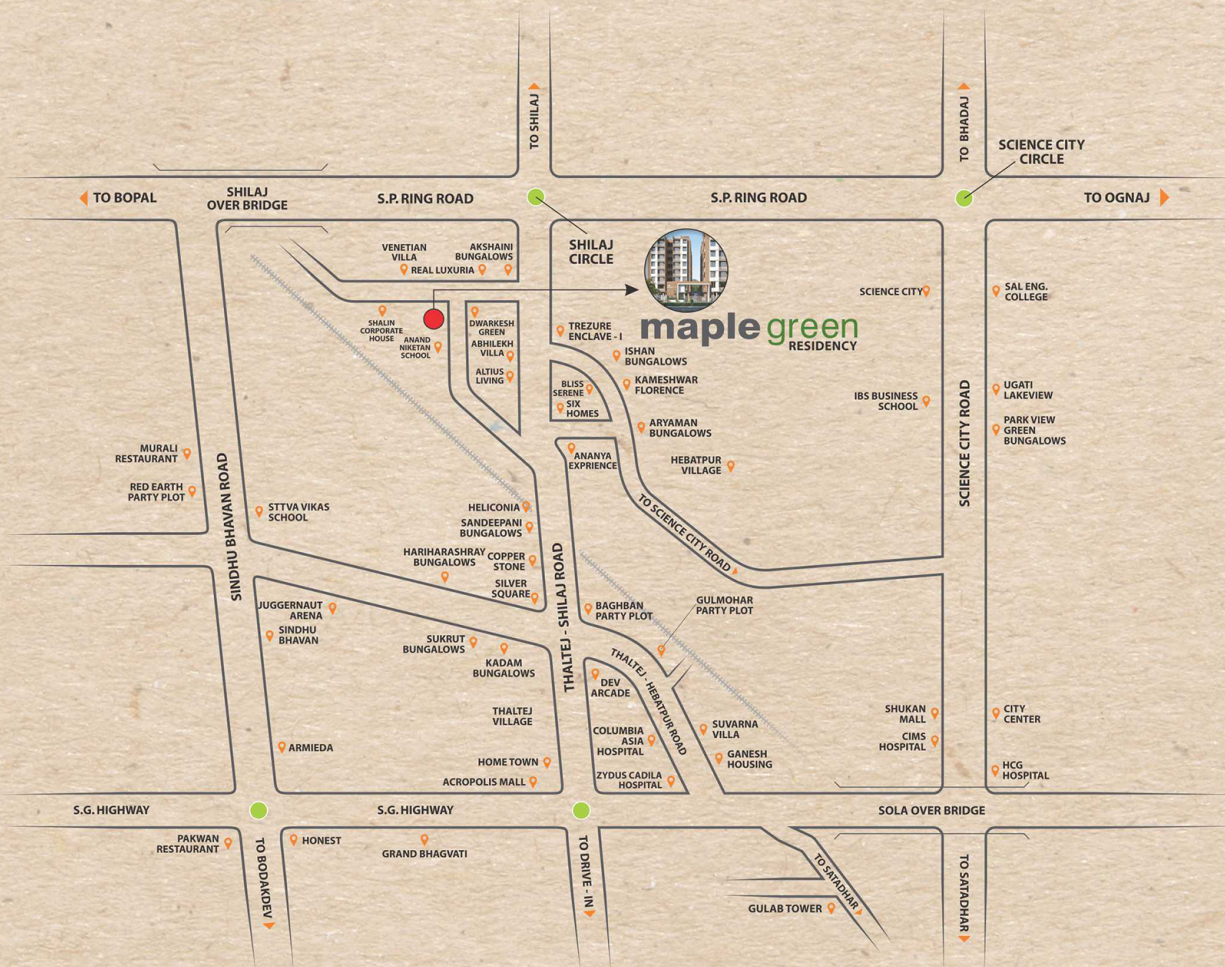 TO SHILAJ
TO BHADAJ
SCIENCE CITY
CIRCLE
TO BOPAL
SHILAJ
OVER BRIDGE
S.P. RING ROAD
S.P. RING ROAD
TO OGNAJ
SHILAJ
CIRCLE
VENETIAN
VILLA
AKSHAINI
BUNGALOWS
REAL LUXURIA
SCIENCE CITY
SAL ENG.
COLLEGE
SHALIN
CORPORATE
HOUSE
ANAND
NIKETAN
SCHOOL
DWARKESH
GREEN
ABHILEKH
VILLA
ALTIUS
LIVING
TREZURE
ENCLAVE - I
maple green
RESIDENCY
ISHAN
BUNGALOWS
KAMESHWAR
FLORENCE
BLISS
SERENE
SIX
HOMES
ARYAMAN
BUNGALOWS
IBS BUSINESS
SCHOOL
UGATI
LAKEVIEW
PARK VIEW
GREEN
BUNGALOWS
SCIENCE CITY ROAD
MURALI
RESTAURANT
RED EARTH
PARTY PLOT
SINDHU BHAVAN ROAD
STTVA VIKAS
SCHOOL
ANANYA
EXPRIENCE
HEBATPUR
VILLAGE
TO SCIENCE CITY ROAD
HELICONIA
SANDEEPANI
BUNGALOWS
HARIHARASHRAY
BUNGALOWS
COPPER
STONE
SILVER
SQUARE
THALTEJ - SHILAJ ROAD
BAGHBAN
PARTY PLOT
GULMOHAR
PARTY PLOT
JUGGERNAUT
ARENA
SINDHU
BHAVAN
SUKRUT
BUNGALOWS
KADAM
BUNGALOWS
THALTEJ - HEBATPUR ROAD
DEV
ARCADE
THALTEJ
VILLAGE
COLUMBIA
ASIA
HOSPITAL
SUVARNA
VILLA
GANESH
HOUSING
SHUKAN
MALL
CIMS
HOSPITAL
CITY
CENTER
HCG
HOSPITAL
ARMIEDA
HOME TOWN
ACROPOLIS MALL
ZYDUS CADILA
HOSPITAL
S.G. HIGHWAY
S.G. HIGHWAY
SOLA OVER BRIDGE
PAKWAN
RESTAURANT
HONEST
GRAND BHAGVATI
TO BODAKDEV
TO DRIVE - IN
TO SATADHAR
GULAB TOWER
TO SATADHAR